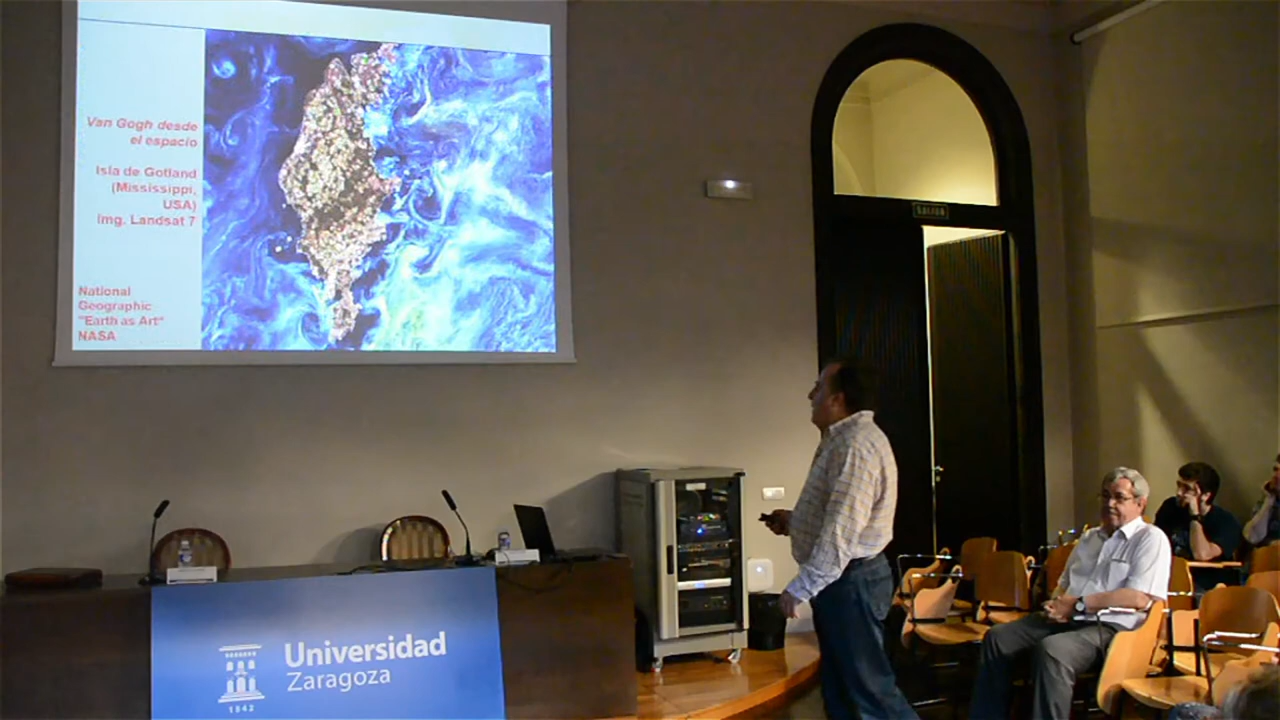 Van Gogh desde
el espacio
Isla de Gotland
(Mississippi,
USA)
Img. Landsat 7
National
Geographic
"Earth as Art"
NASA
SALIDA
Universidad
Zaragoza
1542